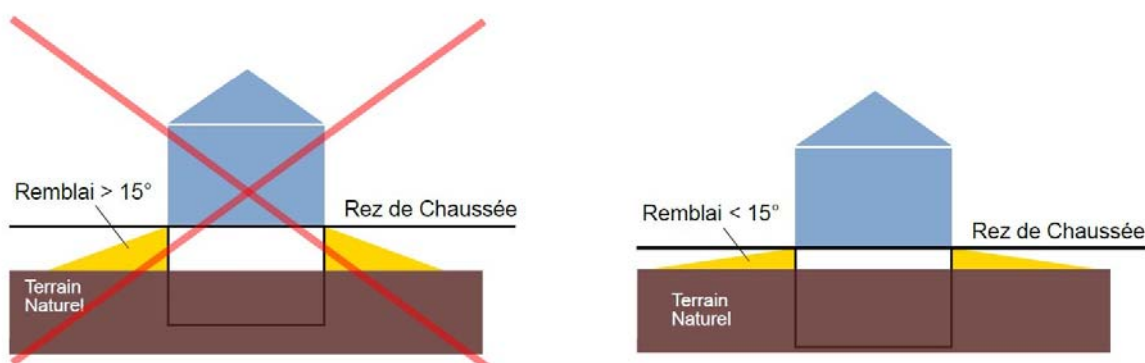 Remblai > 15°
Rez de Chaussée
Terrain
Naturel
Remblai < 15°
Rez de Chaussée
Terrain
Naturel